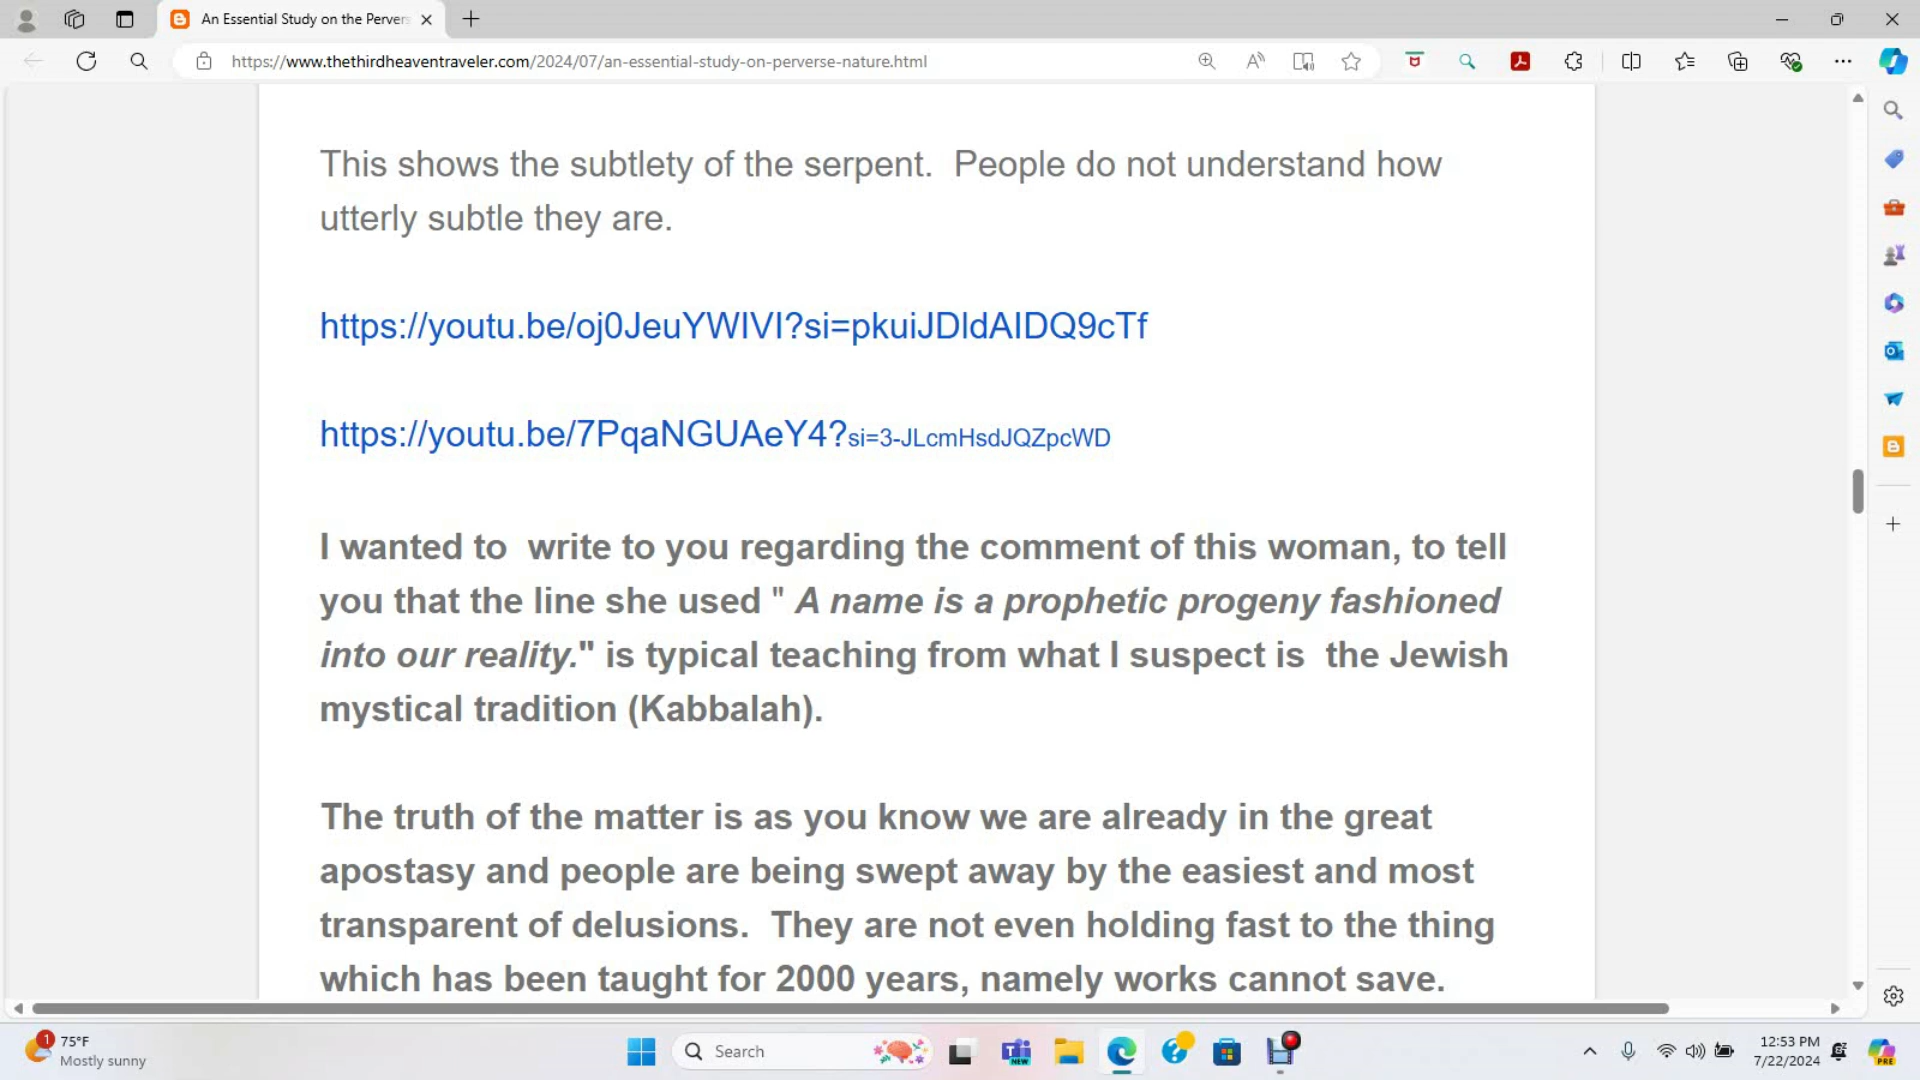 An Essential Study on the Pervers
https://www.thethirdheaventraveler.com/2024/07/an-essential-study-on-perverse-nature.html
This shows the subtlety of the serpent.  People do not understand how
utterly subtle they are.
https://youtu.be/oj0JeuYWIVI?si=pkuiJDldAIDQ9cTf
https://youtu.be/7PqaNGUAeY4?si=3-JLcmHsdJQZpcWD
I wanted to  write to you regarding the comment of this woman, to tell
you that the line she used " A name is a prophetic progeny fashioned
into our reality." is typical teaching from what I suspect is  the Jewish
mystical tradition (Kabbalah).
The truth of the matter is as you know we are already in the great
apostasy and people are being swept away by the easiest and most
transparent of delusions.  They are not even holding fast to the thing
which has been taught for 2000 years, namely works cannot save.
1
75°F
Mostly sunny
Search
NEW
12:53 PM
7/22/2024
PRE